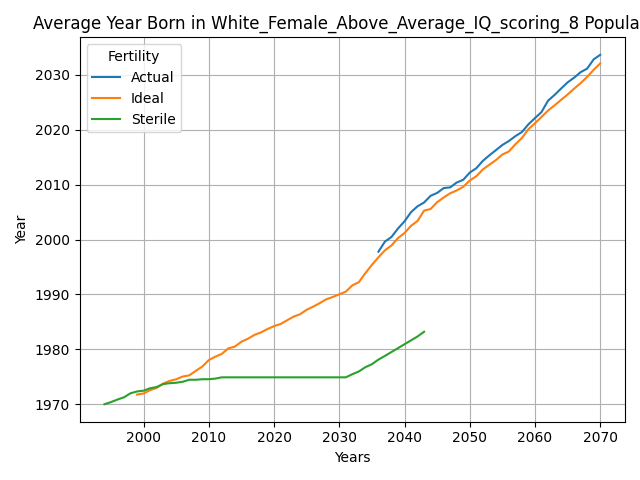 Average Year Born in White_Female_Above_Average_IQ_scoring_8 Popula
Fertility
Actual
Ideal
Sterile
2030
2020
2010
2000
1990
1980
1970
Year
2000 2010 2020 2030 2040 2050 2060 2070
Years